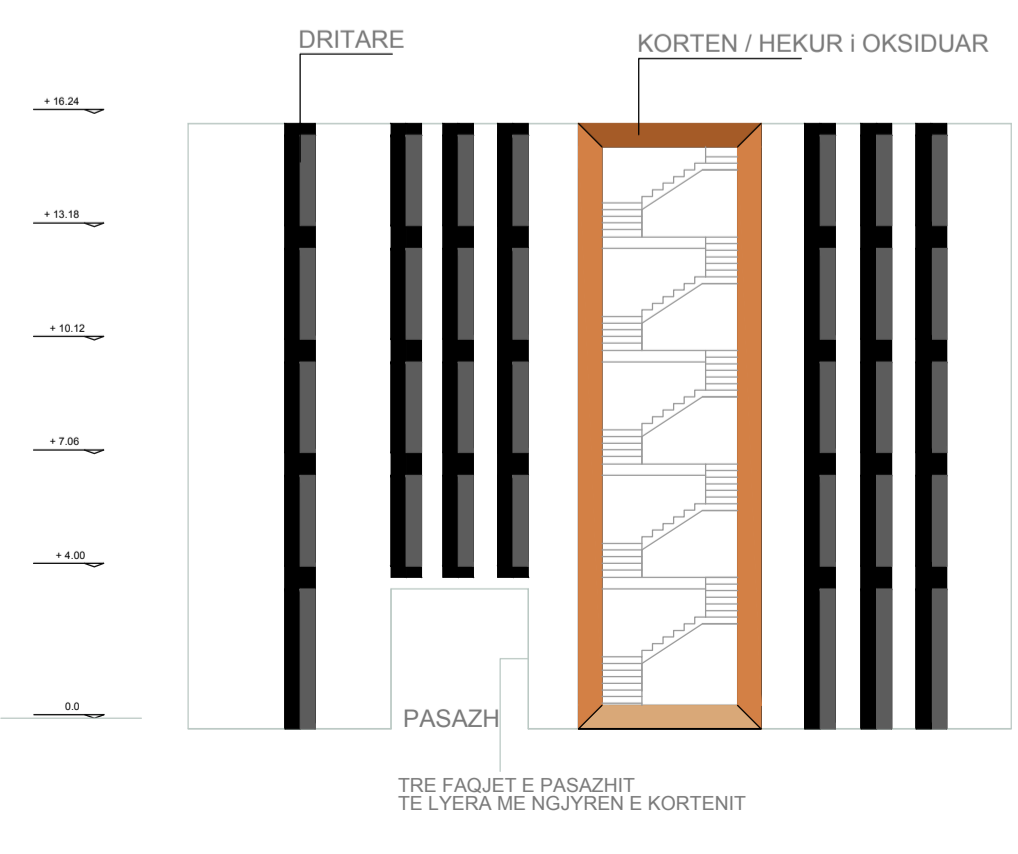 DRITARE
KORTEN / HEKUR i OKSIDUAR
+ 16.24
+ 13.18
+ 10.12
+ 7.06
+ 4.00
0.0
PASAZH
TRE FAQJET E PASAZHIT
TE LYERA ME NGJYREN E KORTENIT